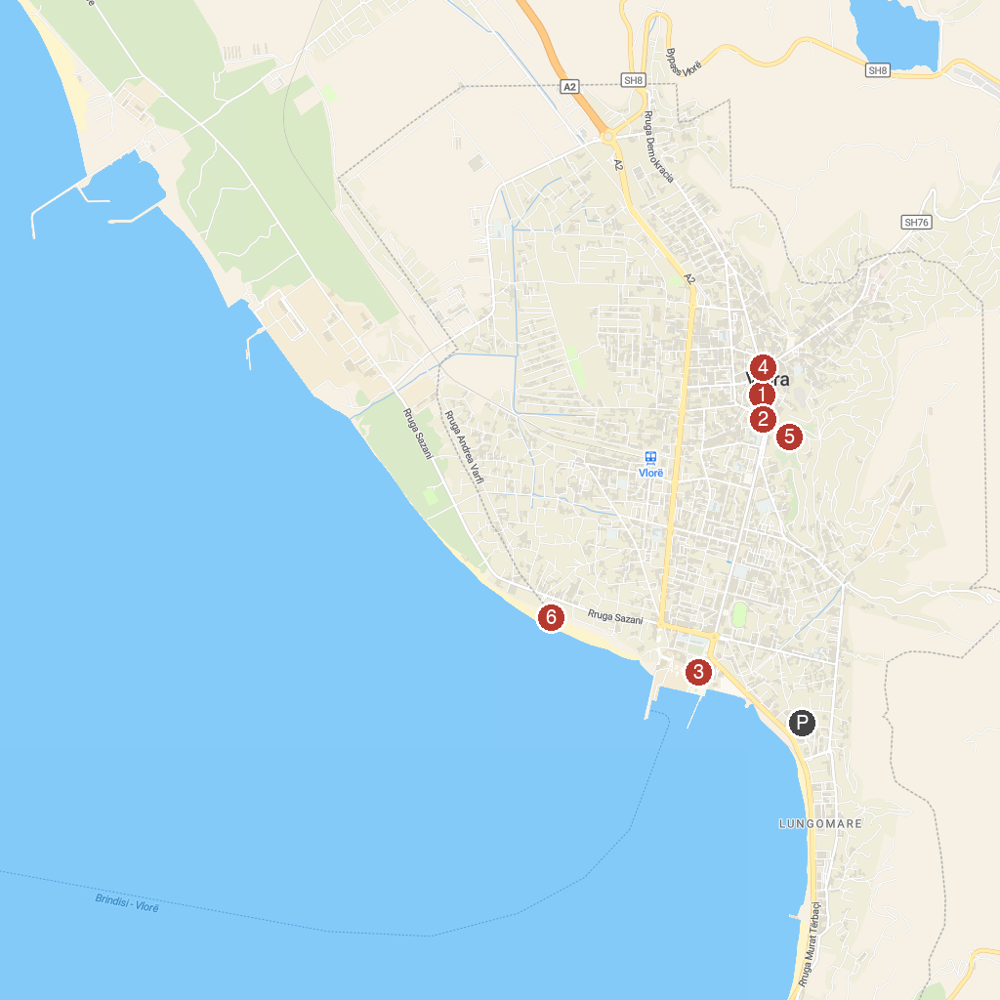 SH8
Bypass Vlorë
SH8
A2
Rruga Demokracia
A2
SH76
A2
4
1
2
5
Rruga Sazani
Rruga Andrea Varfi
Vlorë
6
Rruga Sazani
3
P
LUNGOMARE
Brindisi - Vlorë
Rruga Murat Tërbaçi